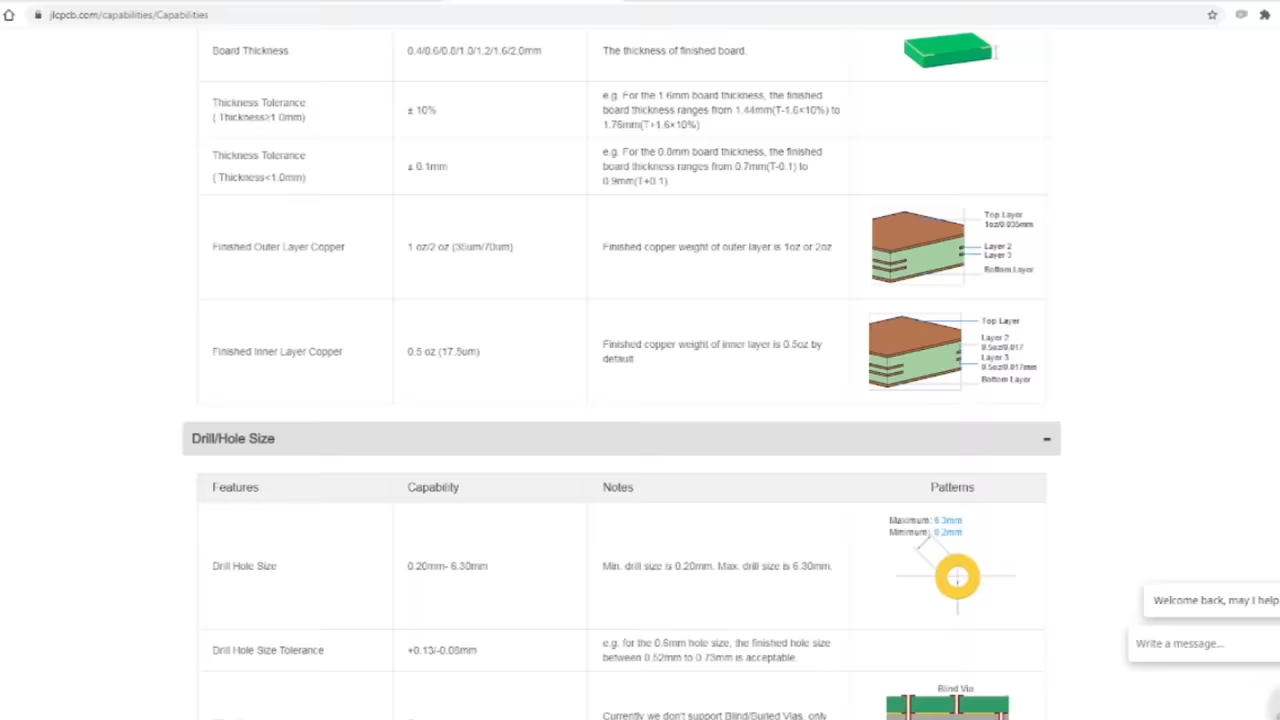 jlcpcb.com/capabilities/Capabilities
Board Thickness
0.4/0.6/0.8/1.0/1.2/1.6/2.0mm
The thickness of finished board.
Thickness Tolerance
( Thickness≥1.0mm)
± 10%
e.g. For the 1.6mm board thickness, the finished
board thickness ranges from 1.44mm(T-1.6×10%) to
1.76mm(T+1.6×10%)
Thickness Tolerance
( Thickness<1.0mm)
± 0.1mm
e.g. For the 0.8mm board thickness, the finished
board thickness ranges from 0.7mm(T-0.1) to
0.9mm(T+0.1)
Finished Outer Layer Copper
1 oz/2 oz (35um/70um)
Finished copper weight of outer layer is 1oz or 2oz
Top Layer
1oz/0.035mm
Layer 2
Layer 3
Bottom Layer
Finished Inner Layer Copper
0.5 oz (17.5um)
Finished copper weight of inner layer is 0.5oz by
default
Top Layer
Layer 2
0.5oz/0.017
Layer 3
0.5oz/0.017mm
Bottom Layer
Drill/Hole Size
Features
Capability
Notes
Patterns
Drill Hole Size
0.20mm- 6.30mm
Min. drill size is 0.20mm. Max. drill size is 6.30mm.
Maximum: 6.3mm
Minimum: 0.2mm
Drill Hole Size Tolerance
+0.13/-0.08mm
e.g. for the 0.6mm hole size, the finished hole size
between 0.52mm to 0.73mm is acceptable
Currently we don't support Blind/Buried Vias, only
Blind Via
Welcome back, may I help
Write a message...